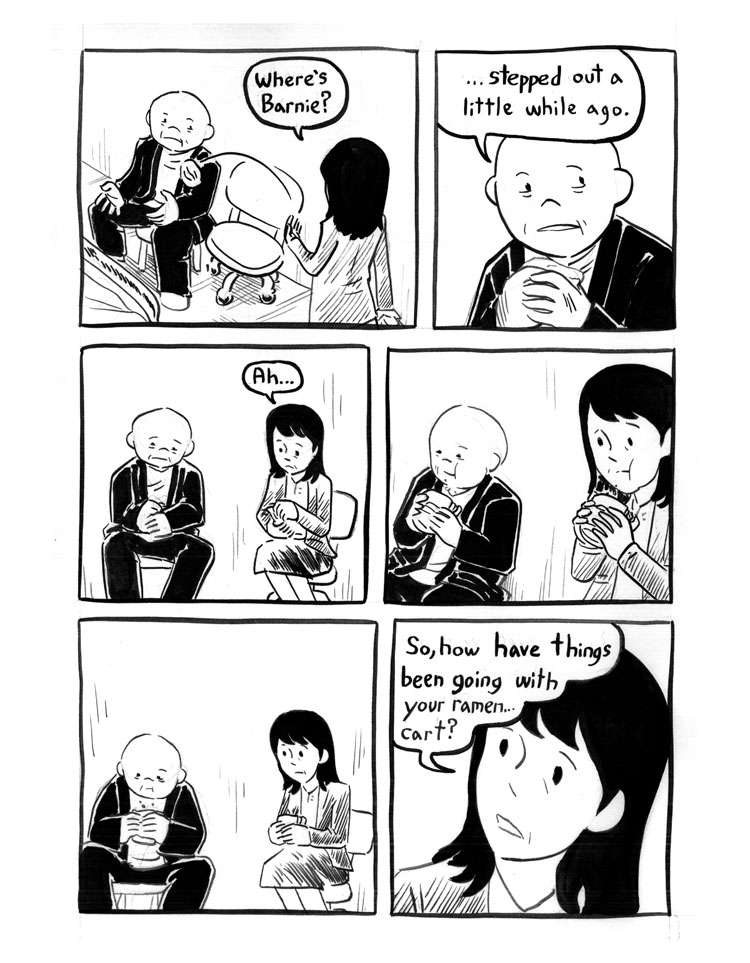 Where's
Barnie?
...stepped out a
little while ago.
Ah...
So, how have things
been going with
your ramen...
cart?